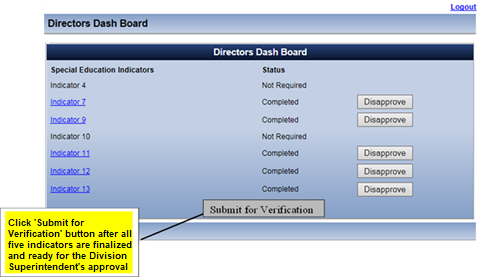 Logout
Directors Dash Board
Directors Dash Board
Special Education Indicators Status
Indicator 4 Not Required
Indicator 7 Completed Disapprove
Indicator 9 Completed Disapprove
Indicator 10 Not Required
Indicator 11 Completed Disapprove
Indicator 12 Completed Disapprove
Indicator 13 Completed Disapprove
Submit for Verification
Click 'Submit for
Verification' button after all
five indicators are finalized
and ready for the Division
Superintendent's approval